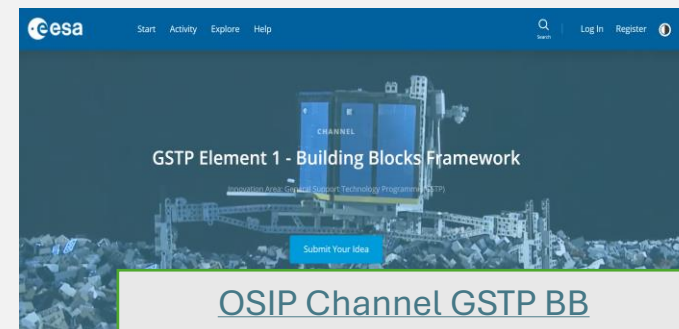 esa
Start Activity Explore Help
Search
Log In Register
CHANNEL
GSTP Element 1 - Building Blocks Framework
Innovation Area: General Support Technology Programme (GSTP)
Submit Your Idea
OSIP Channel GSTP BB